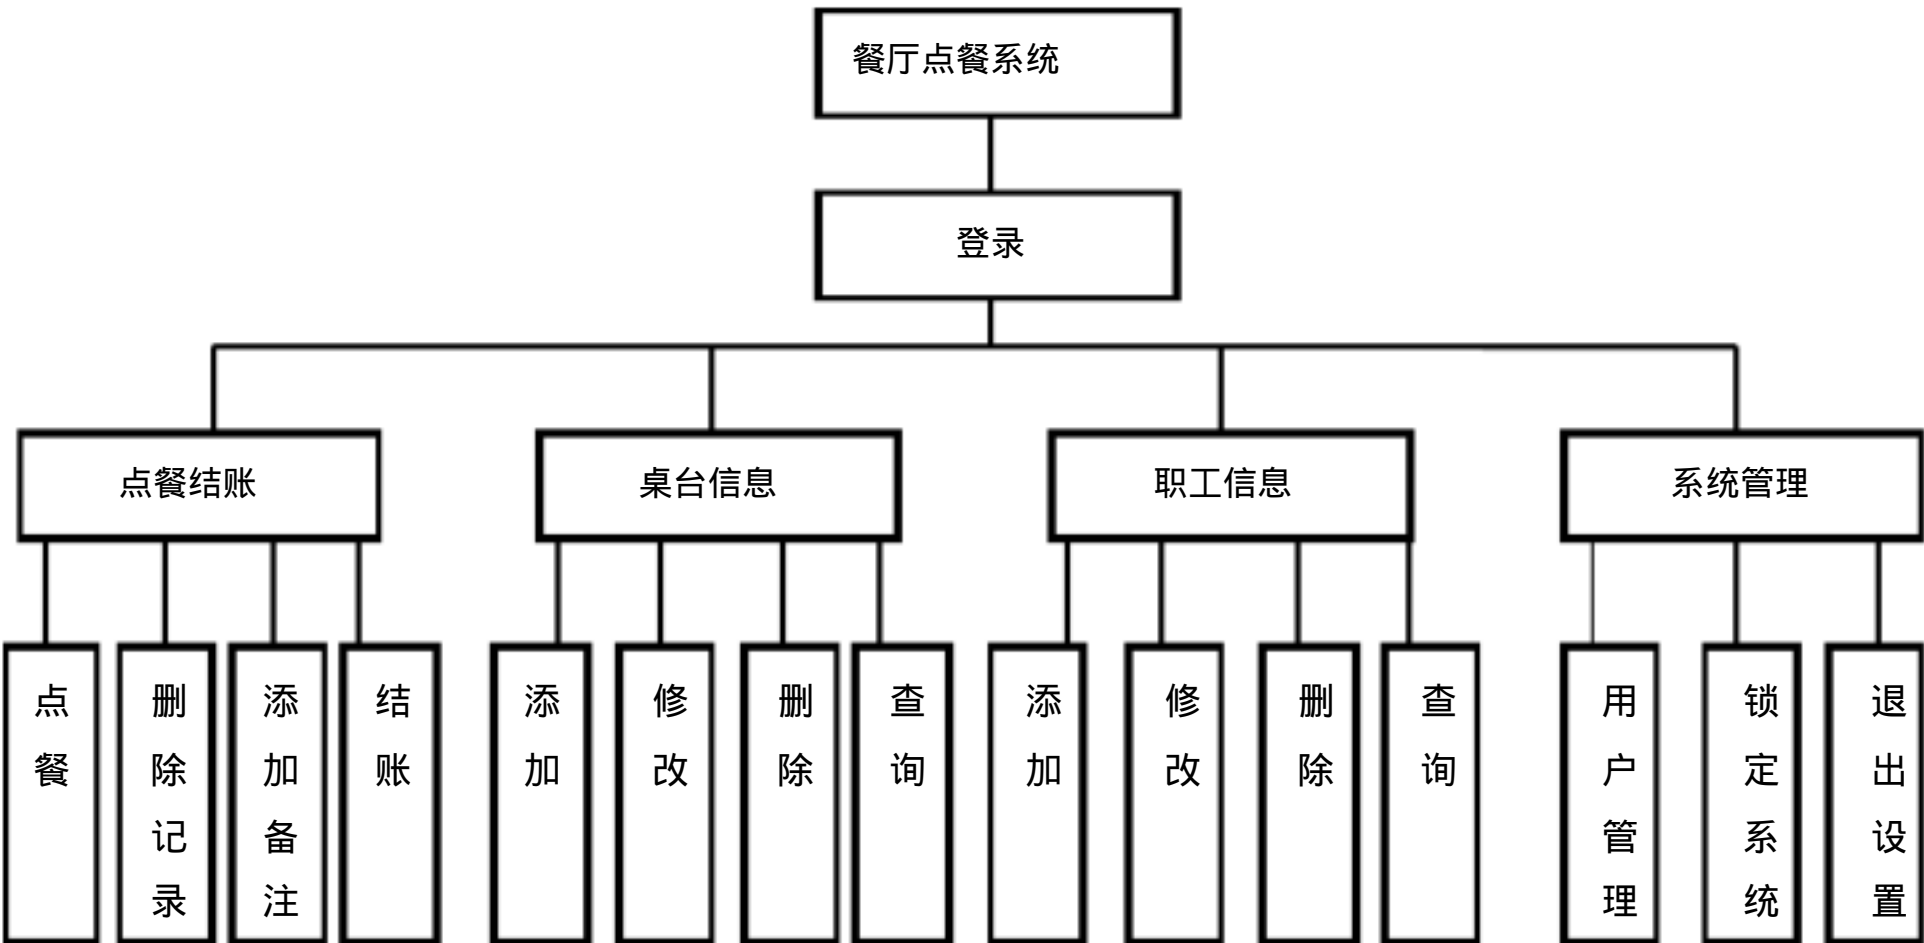 餐厅点餐系统
登录
点餐结账
桌台信息
职工信息
系统管理
点餐
删除记录
添加备注
结账
添加
修改
删除
查询
添加
修改
删除
查询
用户管理
锁定系统
退出设置